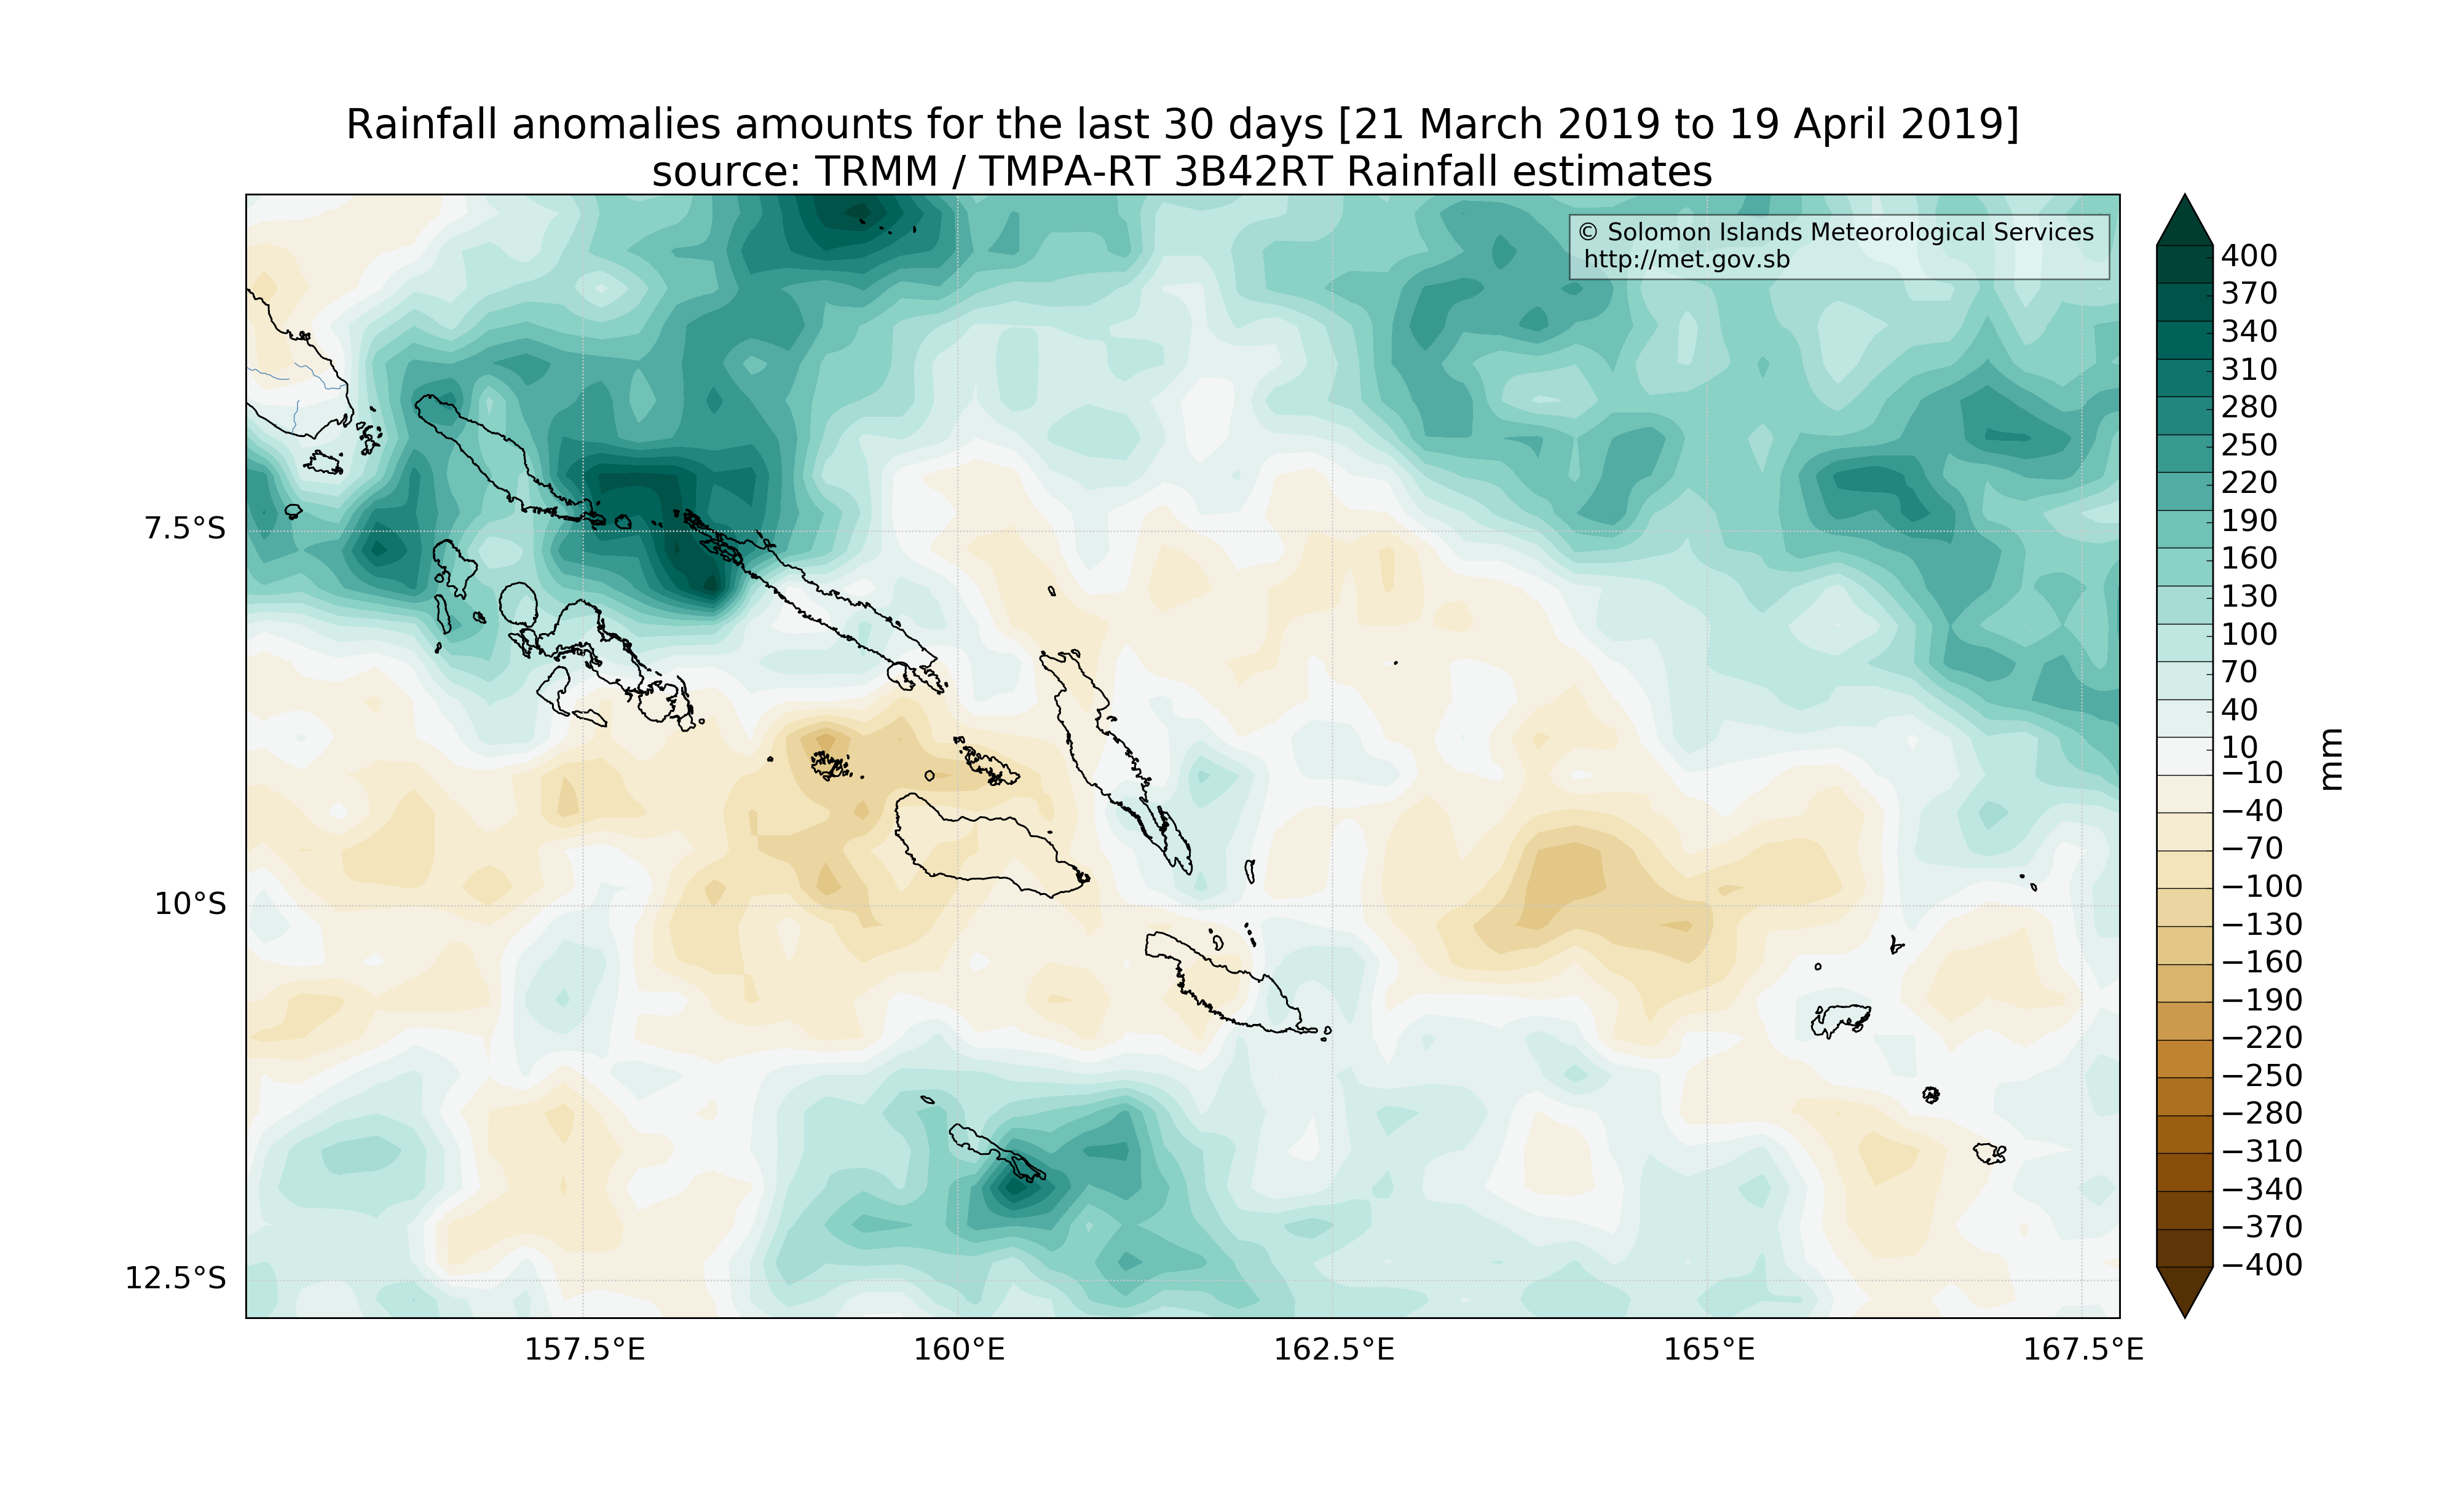 Rainfall anomalies amounts for the last 30 days [21 March 2019 to 19 April 2019]
source: TRMM / TMPA-RT 3B42RT Rainfall estimates
© Solomon Islands Meteorological Services
http://met.gov.sb
7.5°S
10°S
12.5°S
157.5°E
160°E
162.5°E
165°E
167.5°E
400
370
340
310
280
250
220
190
160
130
100
70
40
10
−10
−40
−70
−100
−130
−160
−190
−220
−250
−280
−310
−340
−370
−400
mm